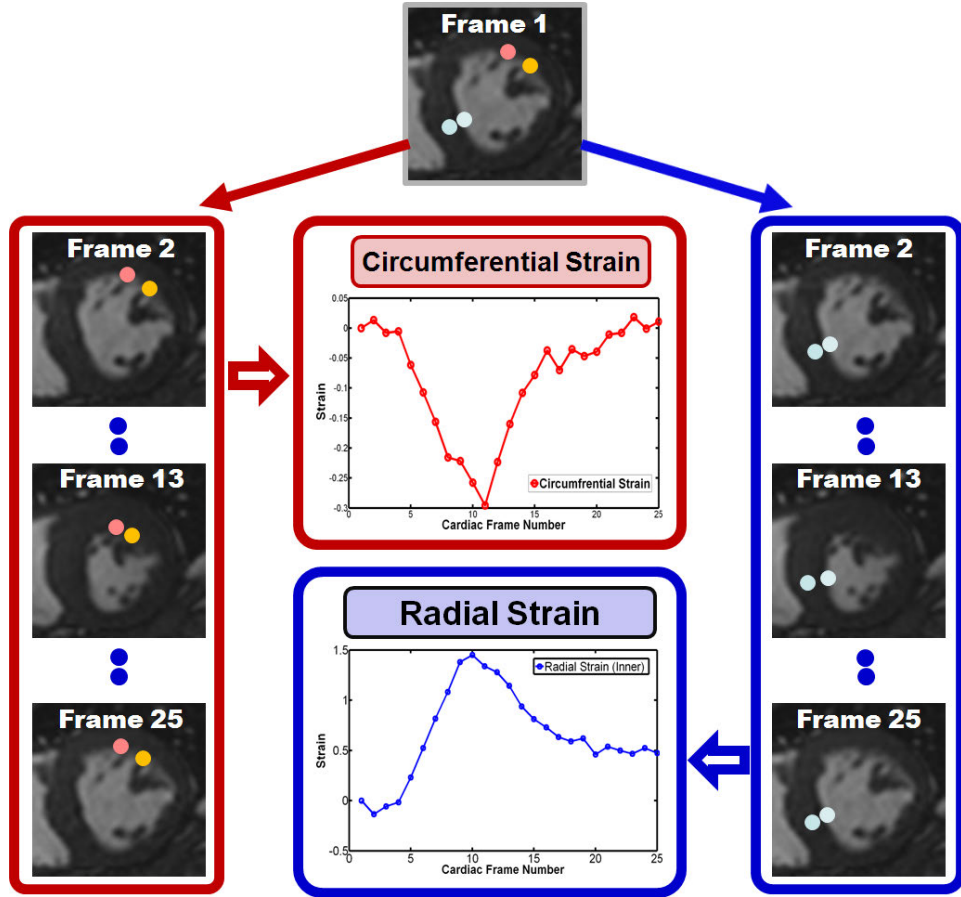 Frame 1
Frame 2
Frame 13
Frame 25
Circumferential Strain
0.05
0
-0.05
-0.1
-0.15
-0.2
-0.25
-0.3
Strain
Circumfrential Strain
0 5 10 15 20 25
Cardiac Frame Number
Radial Strain
1.5
1
0.5
0
-0.5
Strain
Radial Strain (Inner)
0 5 10 15 20 25
Cardiac Frame Number
Frame 2
Frame 13
Frame 25